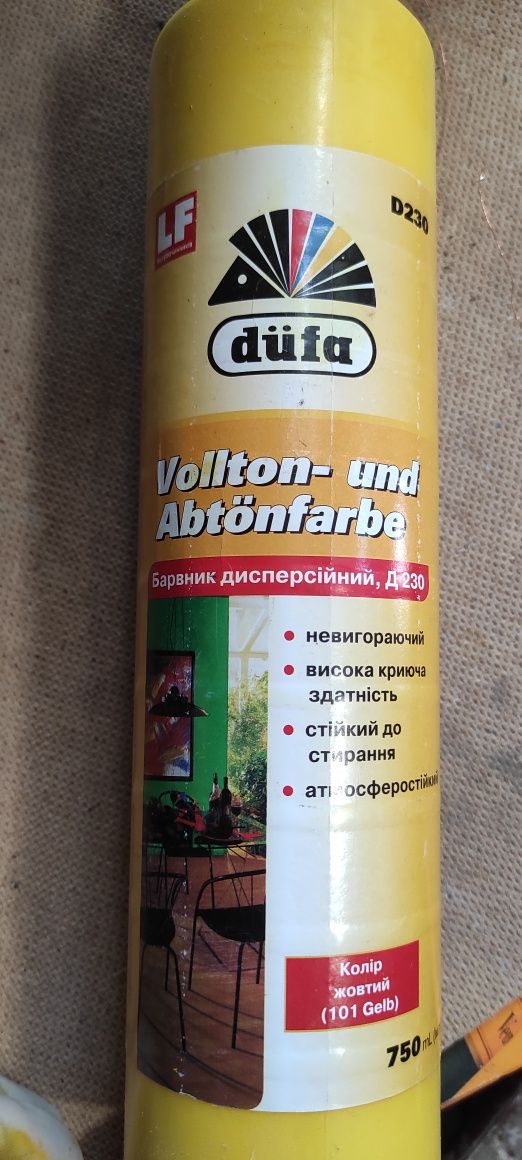 LF
D230
düfa
Vollton- und
Abtönfarbe
Барвник дисперсійний, Д 230
• невигораючий
• висока криюча
здатність
• стійкий до
стирання
• атмосферостійкий
Колір
жовтий
(101 Gelb)
750 mL